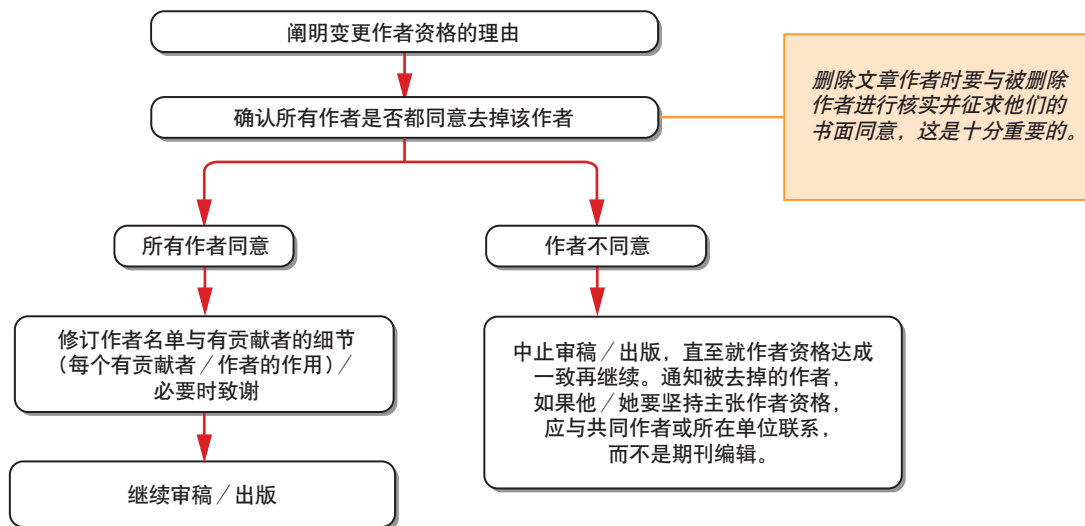 阐明变更作者资格的理由
确认所有作者是否都同意去掉该作者
删除文章作者时要与被删除
作者进行核实并征求他们的
书面同意，这是十分重要的。
所有作者同意
作者不同意
修订作者名单与有贡献者的细节
（每个有贡献者／作者的作用）／
必要时致谢
中止审稿／出版，直至就作者资格达成
一致再继续。通知被去掉的作者，
如果他／她要坚持主张作者资格，
应与共同作者或所在单位联系，
而不是期刊编辑。
继续审稿／出版